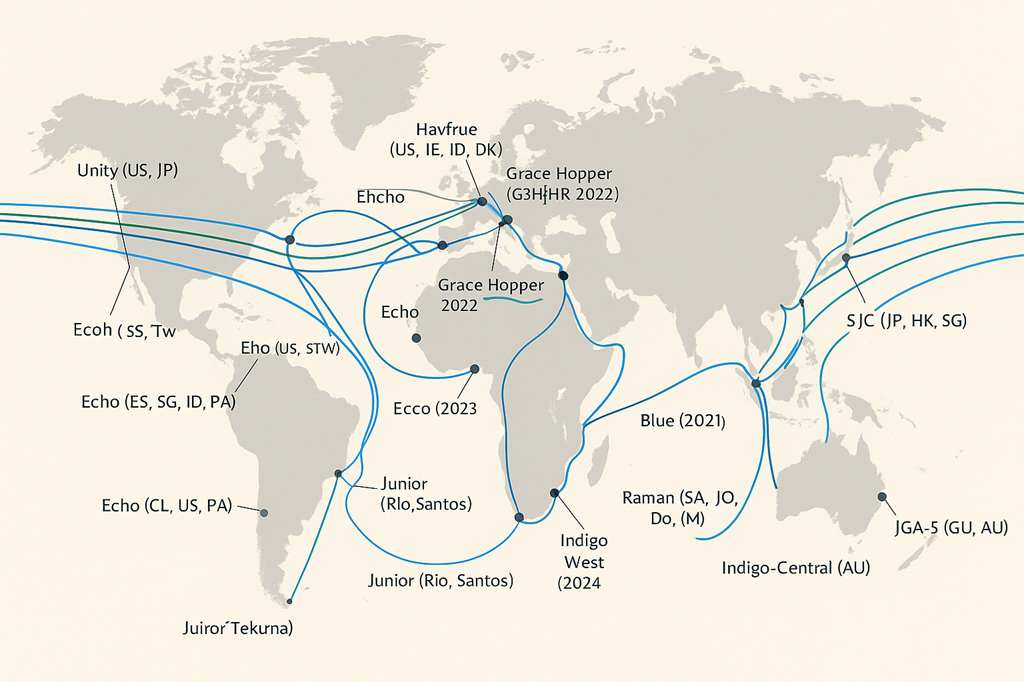 Havfrue
(US, IE, ID, DK)
Unity (US, JP)
Grace Hopper
(G3H‡HR 2022)
Ehcho
Grace Hopper
2022
Echo
Ecoh ( SS, Tw
S JC (JP, HK, SG)
Eho (US, STW)
Echo (ES, SG, ID, PA)
Ecco (2023
Blue (2021)
Junior
(Rlo,Santos)
Echo (CL, US, PA)
Raman (SA, JO,
Do, (M)
JGA-5 (GU, AU)
Indigo
West
(2024
Indigo-Central (AU)
Junior (Rio, Santos)
Juiror´Tekurna)